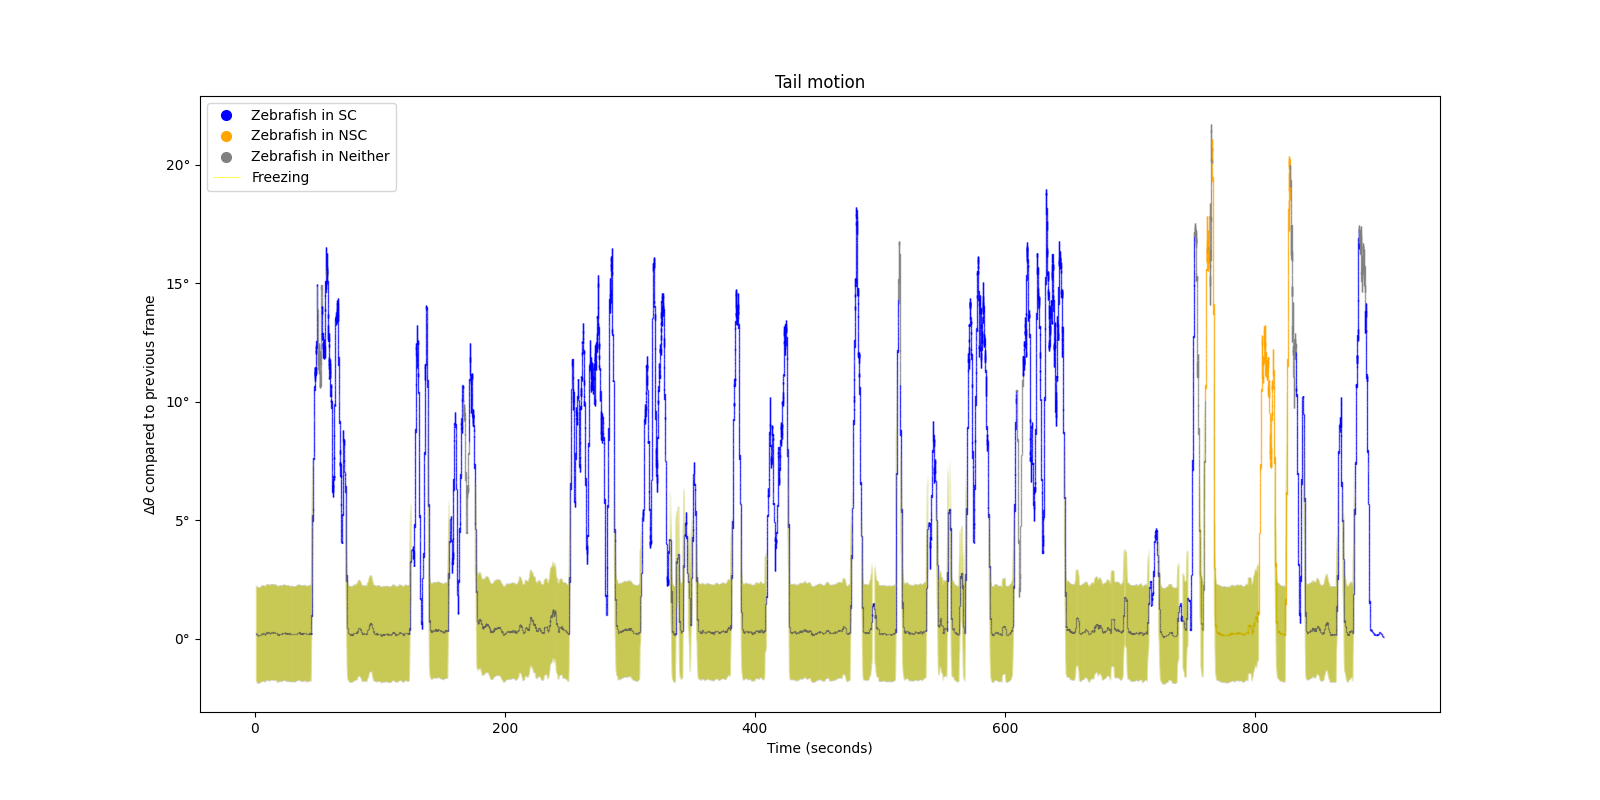 Tail motion
Zebrafish in SC
Zebrafish in NSC
Zebrafish in Neither
Freezing
20°
15°
10°
5°
0°
Δθ compared to previous frame
0 200 400 600 800
Time (seconds)